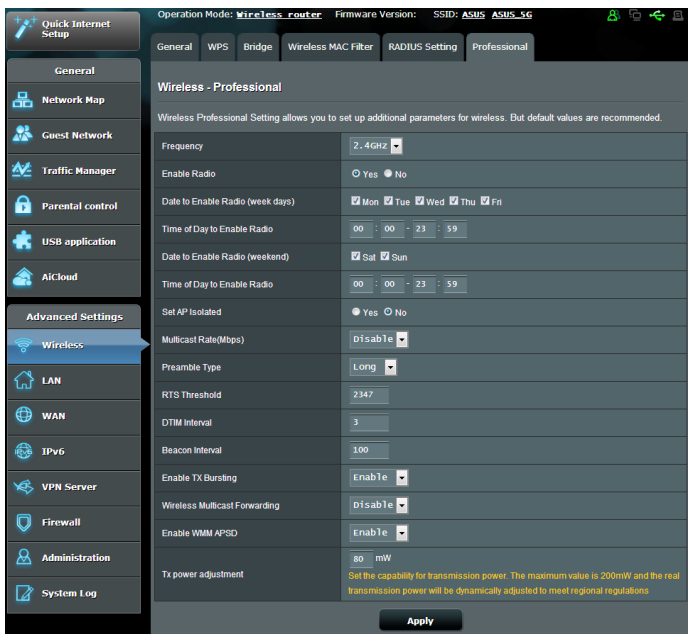 Quick Internet
Setup
Operation Mode: Wireless router Firmware Version: SSID: ASUS ASUS_5G
General WPS Bridge Wireless MAC Filter RADIUS Setting Professional
General
Network Map
Guest Network
Traffic Manager
Parental control
USB application
AiCloud
Advanced Settings
Wireless
LAN
WAN
IPv6
VPN Server
Firewall
Administration
System Log
Wireless - Professional
Wireless Professional Setting allows you to set up additional parameters for wireless. But default values are recommended.
Frequency 2.4GHz
Enable Radio Yes No
Date to Enable Radio (week days) Mon Tue Wed Thu Fri
Time of Day to Enable Radio 00 : 00 - 23 : 59
Date to Enable Radio (weekend) Sat Sun
Time of Day to Enable Radio 00 : 00 - 23 : 59
Set AP Isolated Yes No
Multicast Rate(Mbps) Disable
Preamble Type Long
RTS Threshold 2347
DTIM Interval 3
Beacon Interval 100
Enable TX Bursting Enable
Wireless Multicast Forwarding Disable
Enable WMM APSD Enable
Tx power adjustment 80 mW
Set the capability for transmission power. The maximum value is 200mW and the real
transmission power will be dynamically adjusted to meet regional regulations
Apply